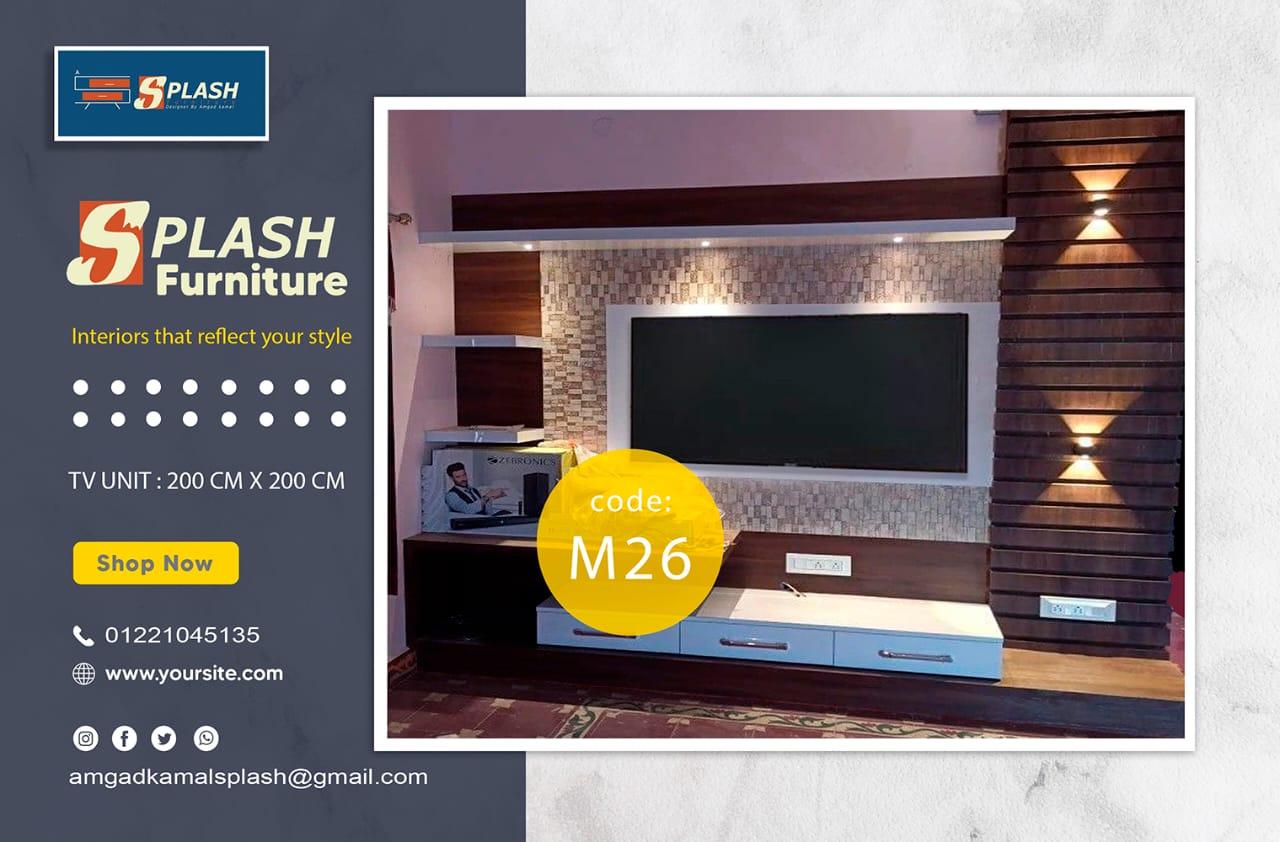 SPLASH
Designer By Amgad kamal
SPLASH
Furniture
Interiors that reflect your style
TV UNIT : 200 CM X 200 CM
Shop Now
01221045135
www.yoursite.com
amgadkamalsplash@gmail.com
ZEBRONICS
code:
M26